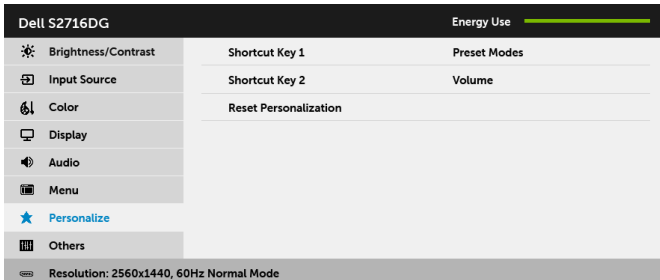 Dell S2716DG Energy Use
Brightness/Contrast Shortcut Key 1 Preset Modes
Input Source Shortcut Key 2 Volume
Color Reset Personalization
Display
Audio
Menu
Personalize
Others
Resolution: 2560x1440, 60Hz Normal Mode